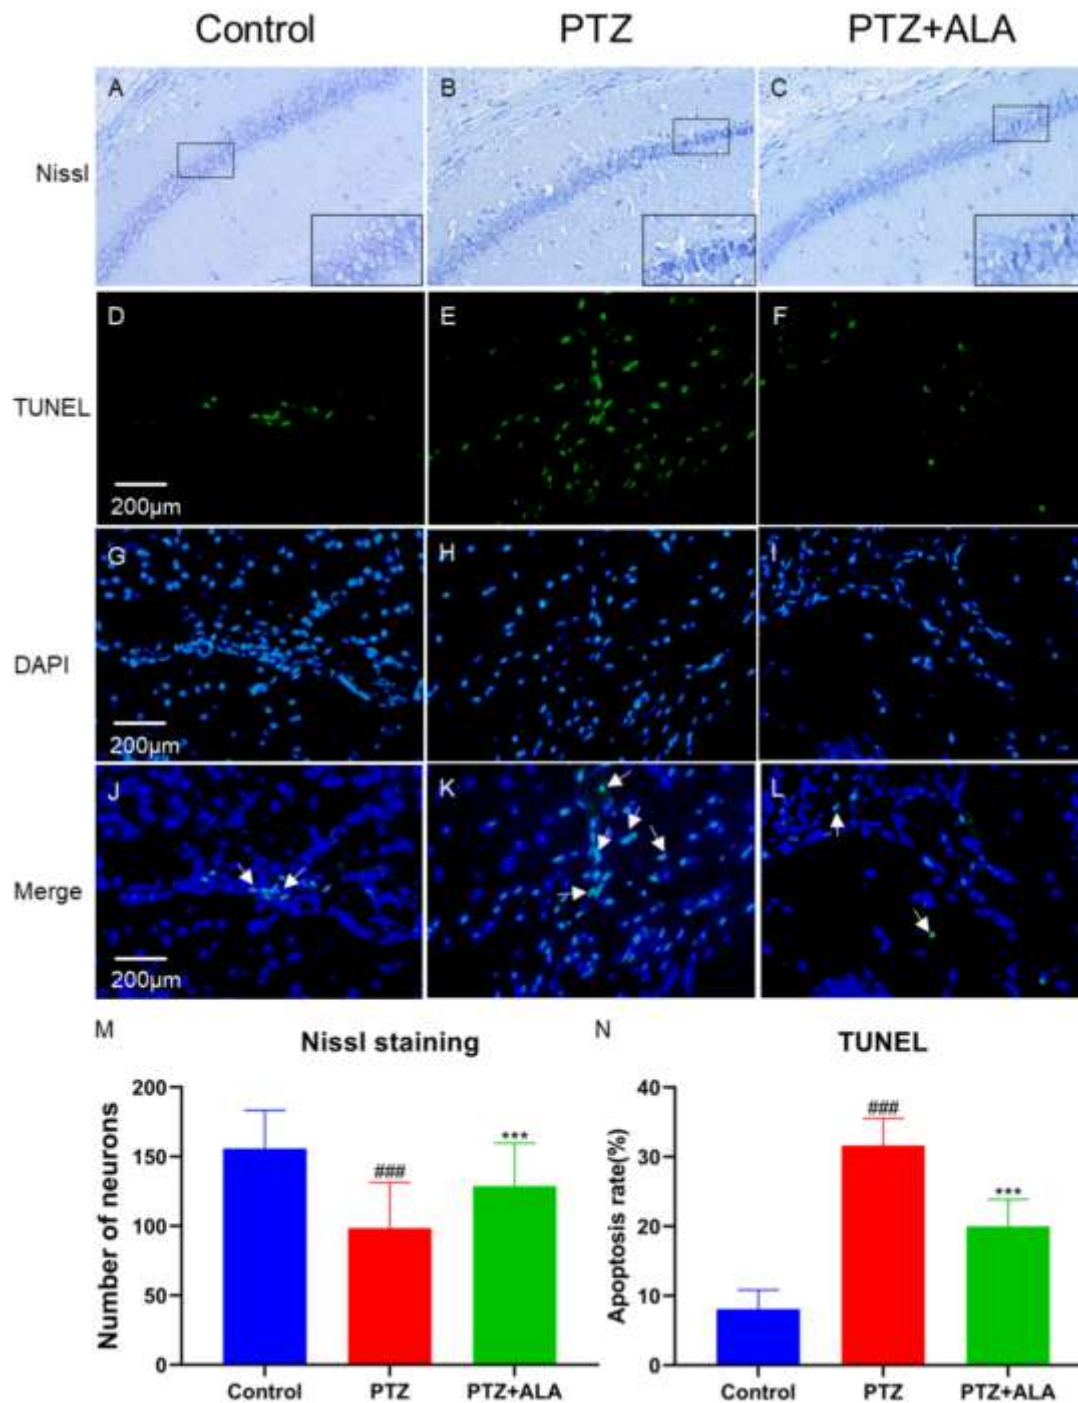 Control PTZ PTZ+ALA
A B C
Nissl
D E F
TUNEL
200μm
G H I
DAPI
200μm
J K L
Merge
200μm
M Nissl staining N TUNEL
Number of neurons
200
150
100
50
0
###
***
Control PTZ PTZ+ALA
Apoptosis rate(%)
40
30
20
10
0
###
***
Control PTZ PTZ+ALA